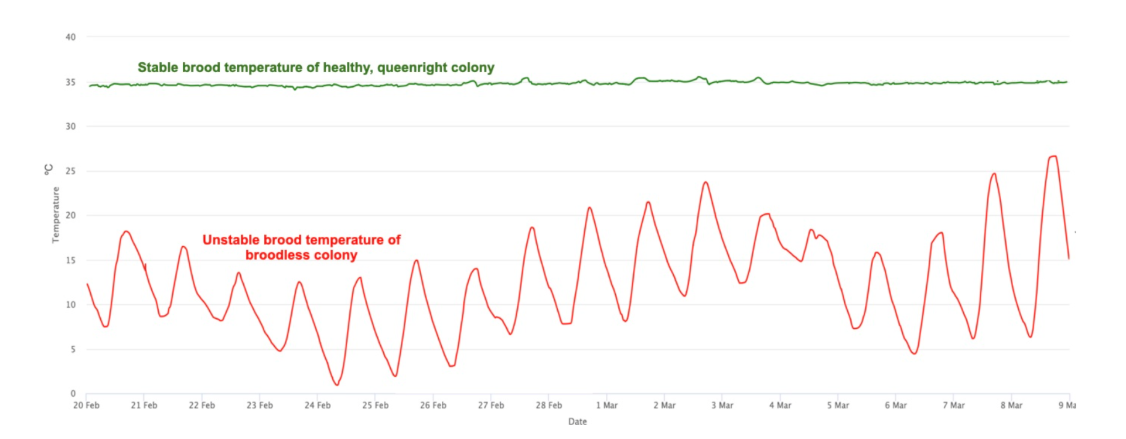 40
Stable brood temperature of healthy, queenright colony
35
30
°C
25
Temperature
20
Unstable brood temperature of
broodless colony
15
10
5
0
20 Feb 21 Feb 22 Feb 23 Feb 24 Feb 25 Feb 26 Feb 27 Feb 28 Feb 1 Mar 2 Mar 3 Mar 4 Mar 5 Mar 6 Mar 7 Mar 8 Mar 9 Ma
Date